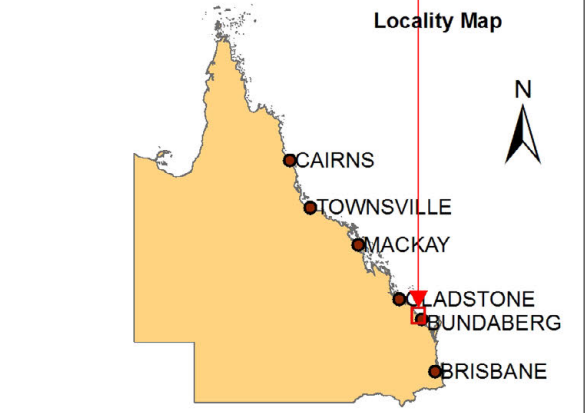 Locality Map
N
CAIRNS
TOWNSVILLE
MACKAY
GLADSTONE
BUNDABERG
BRISBANE